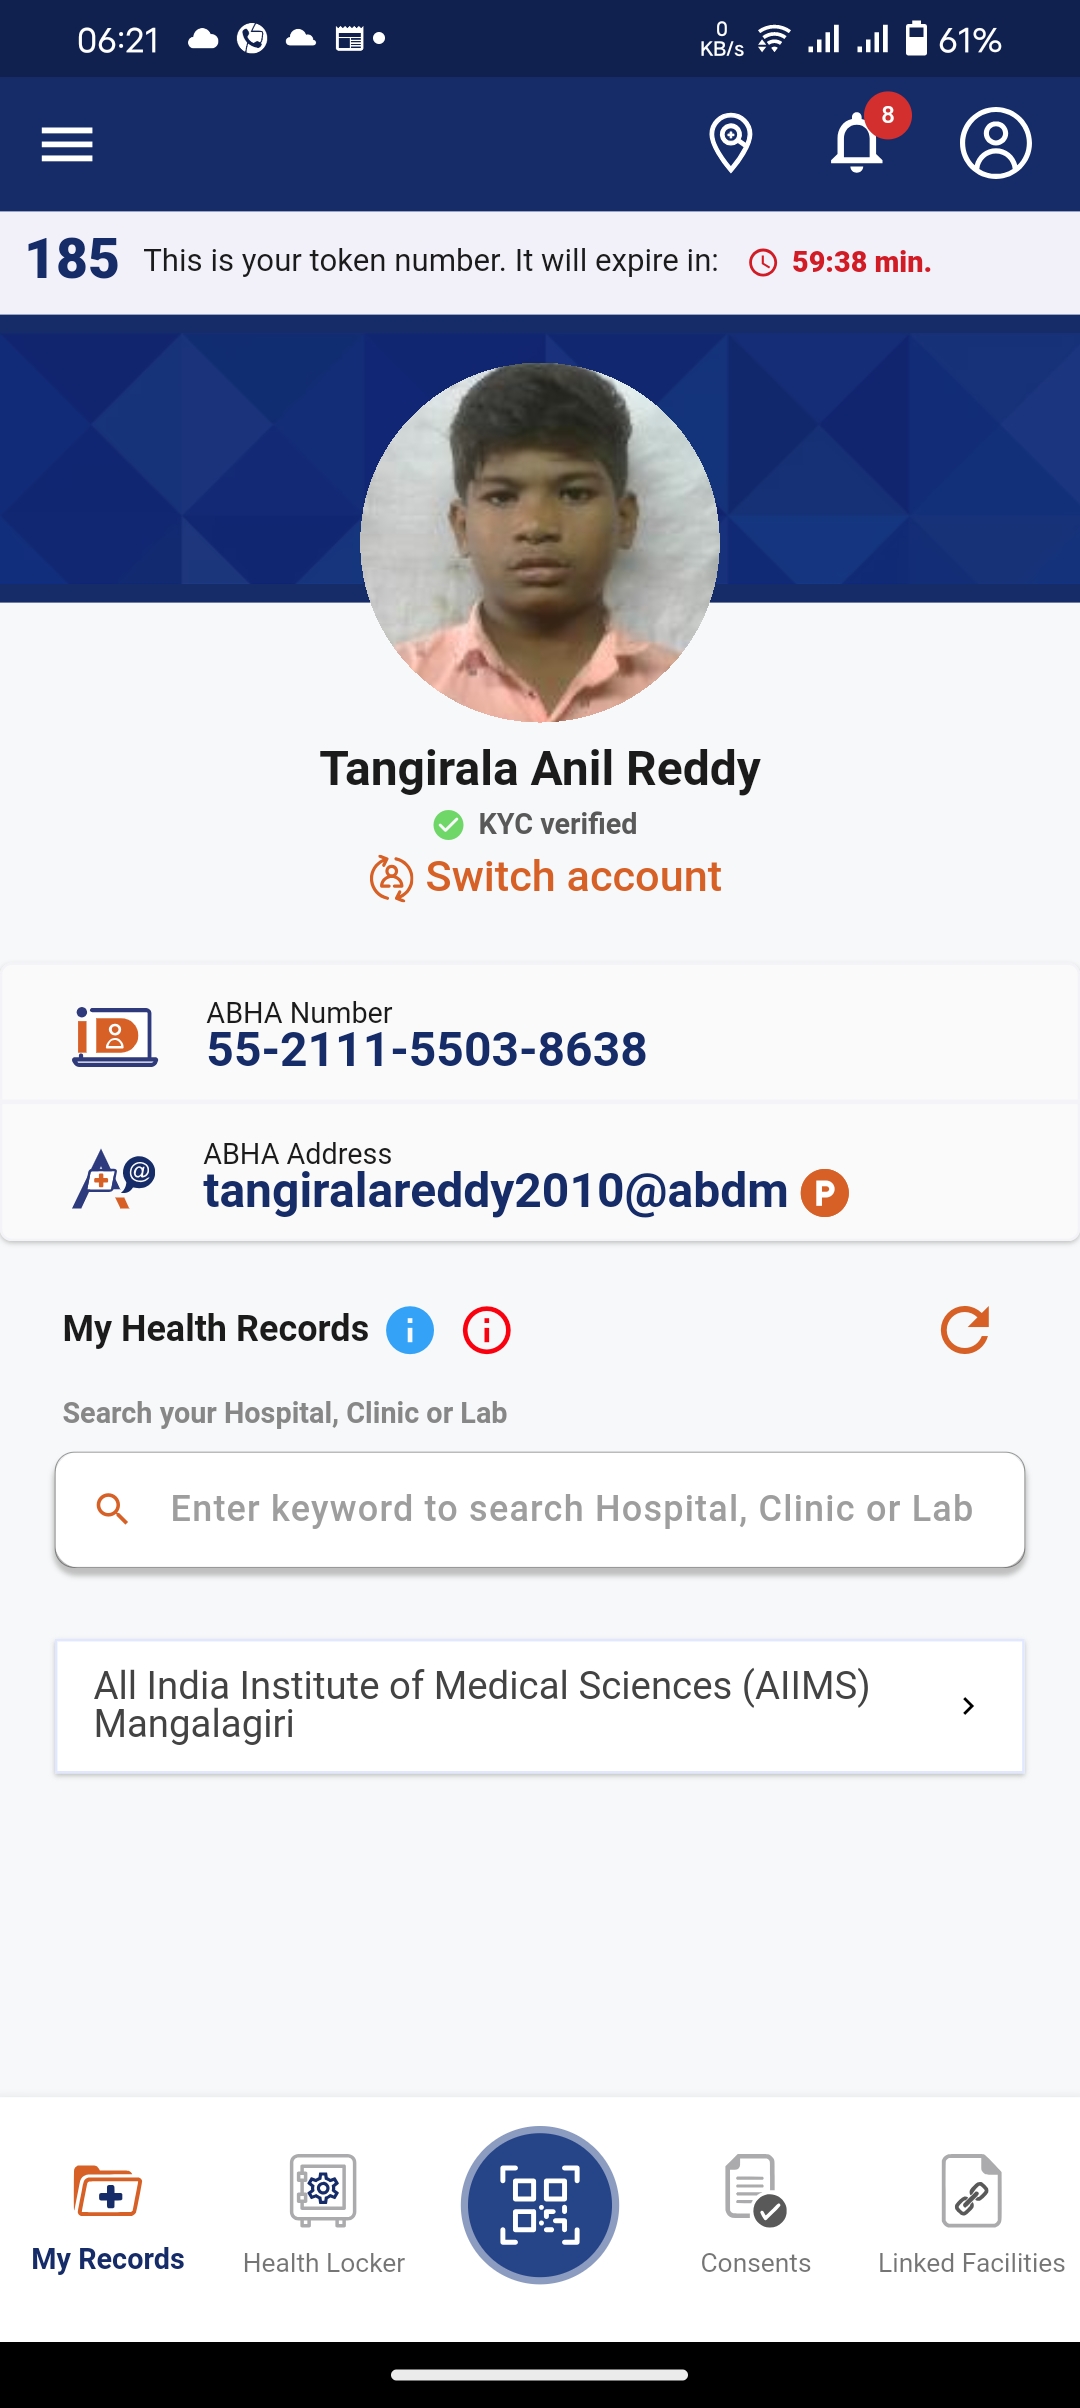 06:21
0
KB/s
61%
8
185 This is your token number. It will expire in: 59:38 min.
Tangirala Anil Reddy
KYC verified
Switch account
ABHA Number
55-2111-5503-8638
ABHA Address
tangiralareddy2010@abdm P
My Health Records
Search your Hospital, Clinic or Lab
Enter keyword to search Hospital, Clinic or Lab
All India Institute of Medical Sciences (AIIMS)
Mangalagiri
My Records
Health Locker
Consents
Linked Facilities